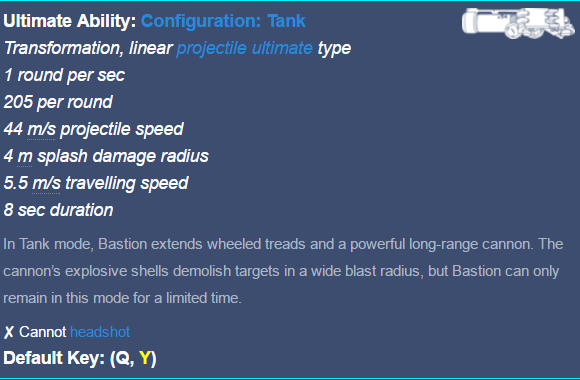 Ultimate Ability: Configuration: Tank
Transformation, linear projectile ultimate type
1 round per sec
205 per round
44 m/s projectile speed
4 m splash damage radius
5.5 m/s travelling speed
8 sec duration
In Tank mode, Bastion extends wheeled treads and a powerful long-range cannon. The
cannon’s explosive shells demolish targets in a wide blast radius, but Bastion can only
remain in this mode for a limited time.
✗ Cannot headshot
Default Key: (Q, Y)